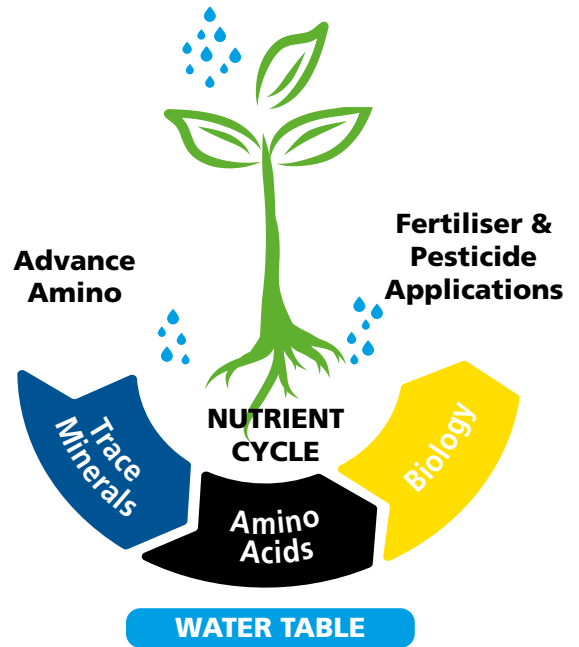 Advance
Amino
Fertiliser &
Pesticide
Applications
NUTRIENT
CYCLE
Trace
Minerals
Amino
Acids
Biology
WATER TABLE